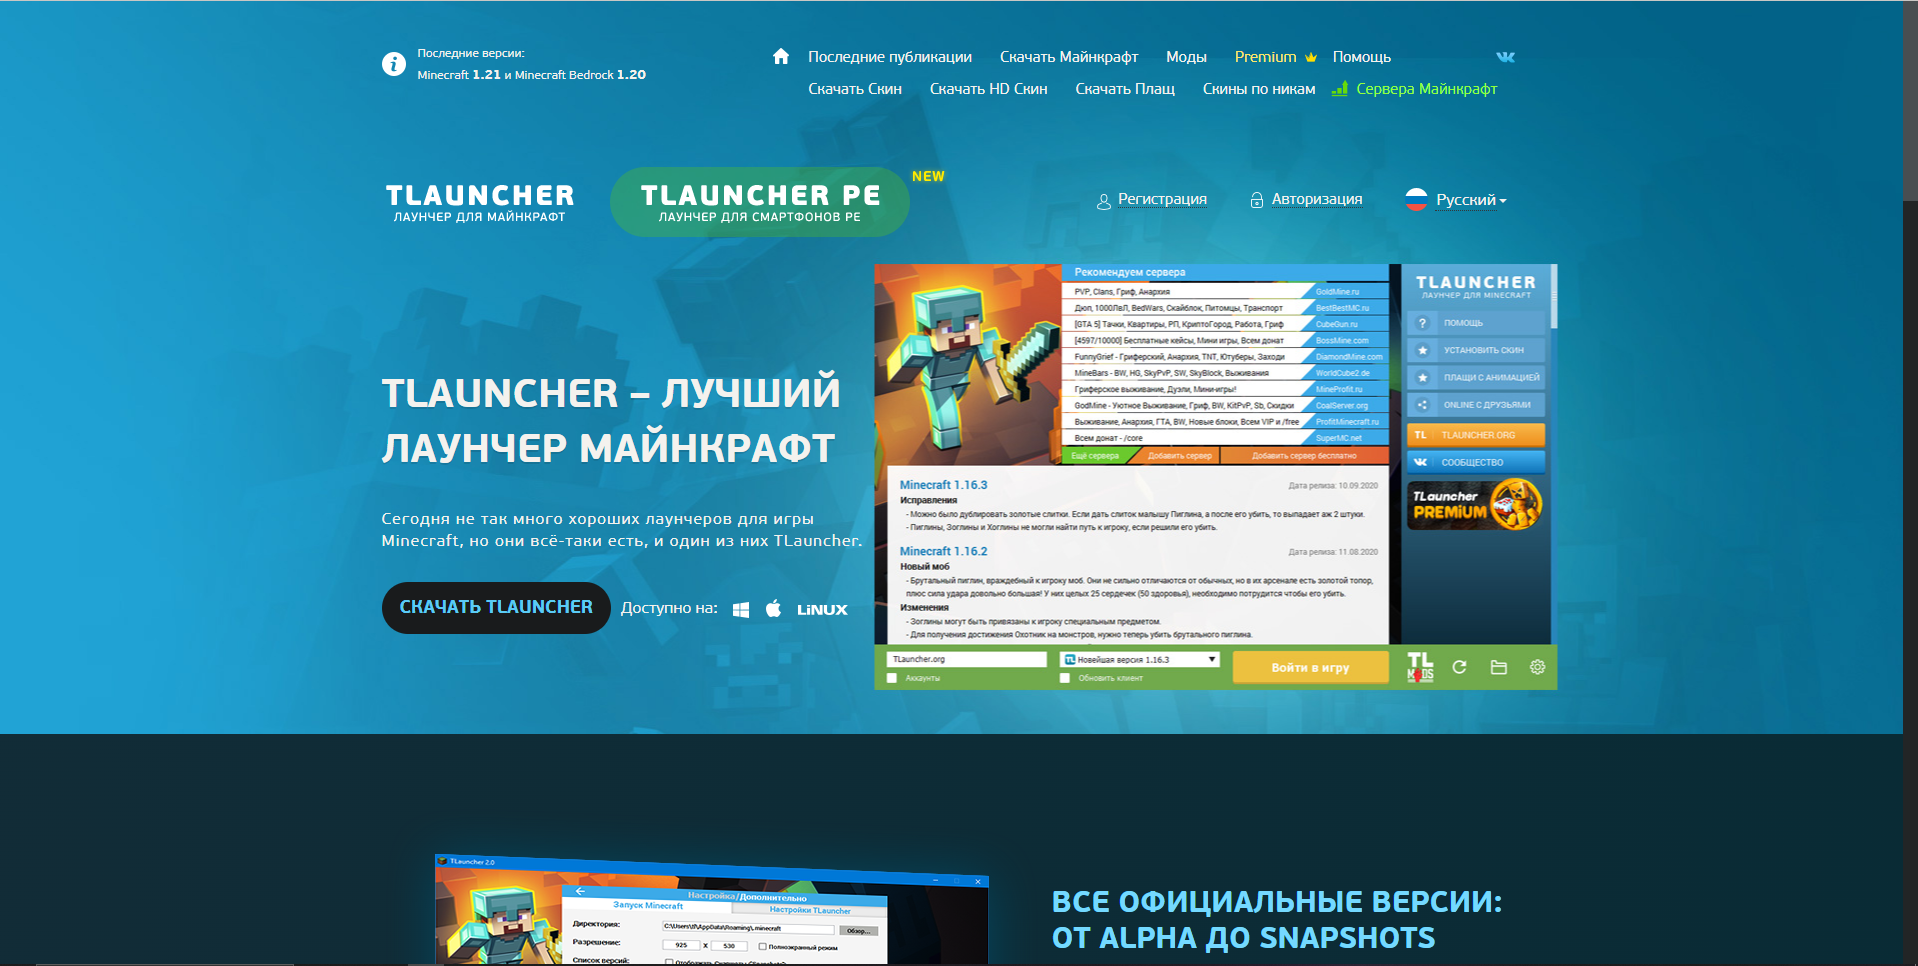 Последние версии:
Minecraft 1.21 и Minecraft Bedrock 1.20
Последние публикации Скачать Майнкрафт Моды Premium Помощь
Скачать Скин Скачать HD Скин Скачать Плащ Скины по никам Сервера Майнкрафт
TLAUNCHER
ЛАУНЧЕР ДЛЯ МАЙНКРАФТ
TLAUNCHER PE
ЛАУНЧЕР ДЛЯ СМАРТФОНОВ PE
NEW
Регистрация Авторизация Русский
TLAUNCHER – ЛУЧШИЙ
ЛАУНЧЕР МАЙНКРАФТ
Сегодня не так много хороших лаунчеров для игры
Minecraft, но они всё-таки есть, и один из них TLauncher.
СКАЧАТЬ TLAUNCHER
Доступно на: LiNUX
Рекомендуем сервера
PVP, Clans, Гриф, Анархия GoldMine.ru
Дюп, 1000ЛвЛ, BedWars, Скайблок, Питомцы, Транспорт BestBestMC.ru
[GTA 5] Тачки, Квартиры, РП, КриптоГород, Работа, Гриф CubeGun.ru
[4597/10000] Бесплатные кейсы, Мини игры, Всем донат BossMine.com
FunnyGrief - Гриферский, Анархия, TNT, Ютуберы, Заходи DiamondMine.com
MineBars - BW, HG, SkyPvP, SW, SkyBlock, Выживания WorldCube2.de
Гриферское выживание, Дуэли, Мини-игры! MineProfit.ru
GodMine - Уютное Выживание, Гриф, BW, KitPvP, Sb, Скидки CoalServer.org
Выживание, Анархия, ГТА, BW, Новые блоки, Всем VIP и /free ProfitMinecraft.ru
Всем донат - /core SuperMC.net
Ещё сервера Добавить сервер Добавить сервер бесплатно
Minecraft 1.16.3 Дата релиза: 10.09.2020
Исправления
- Можно было дублировать золотые слитки. Если дать слиток малышу Пиглина, а после его убить, то выпадает аж 2 штуки.
- Пиглины, Зоглины и Хоглины не могли найти путь к игроку, если решили его убить.
Minecraft 1.16.2 Дата релиза: 11.08.2020
Новый моб
- Брутальный пиглин, враждебный к игроку моб. Они не сильно отличаются от обычных, но в их арсенале есть золотой топор,
плюс сила удара довольно большая! У них целых 25 сердечек (50 здоровья), необходимо потрудится чтобы его убить.
Изменения
- Зоглины могут быть привязаны к игроку специальным предметом.
- Для получения достижения Охотник на монстров, нужно теперь убить брутального пиглина.
TLAUNCHER
ЛАУНЧЕР ДЛЯ MINECRAFT
ПОМОЩЬ
УСТАНОВИТЬ СКИН
ПЛАЩИ С АНИМАЦИЕЙ
ONLINE С ДРУЗЬЯМИ
TL TLAUNCHER.ORG
СООБЩЕСТВО
TLauncher
PREMiUM
TLauncher.org
Аккаунты
TL Новейшая версия 1.16.3
Обновить клиент
Войти в игру
TL
MODS
TLauncher 2.0
Настройка/Дополнительно
Запуск Minecraft Настройки TLauncher
Директория: Обзор...
Разрешение: 925 X 530 Полноэкранный режим
Список версий:
ВСЕ ОФИЦИАЛЬНЫЕ ВЕРСИИ:
ОТ ALPHA ДО SNAPSHOTS